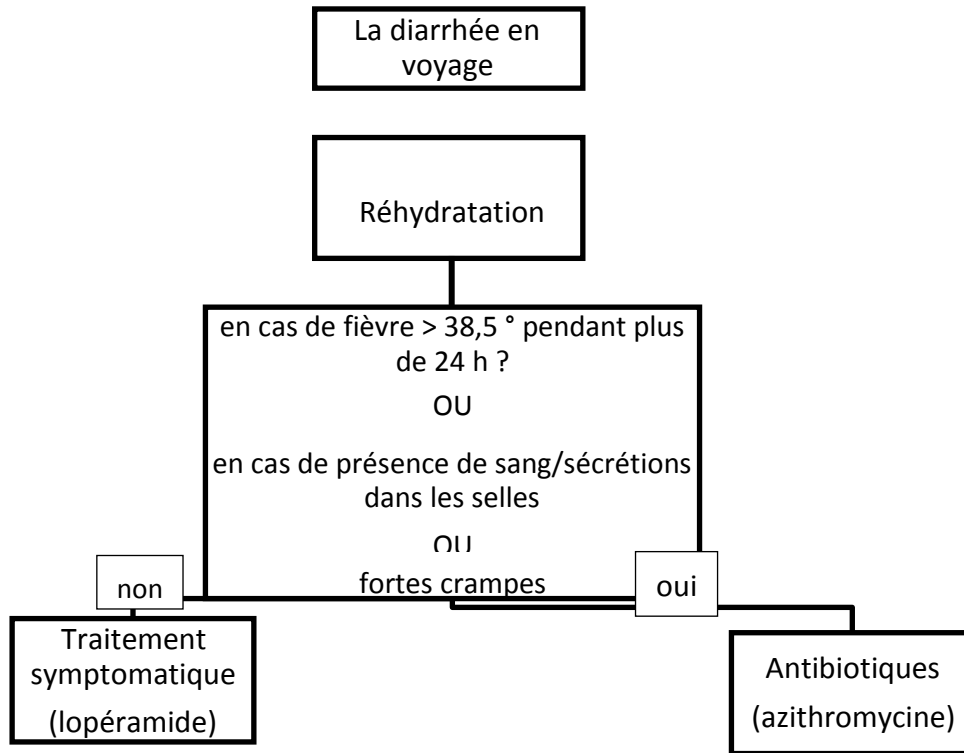 La diarrhée en
voyage
Réhydratation
en cas de fièvre > 38,5 ° pendant plus
de 24 h ?
OU
en cas de présence de sang/sécrétions
dans les selles
OU
fortes crampes
non
oui
Traitement
symptomatique
(lopéramide)
Antibiotiques
(azithromycine)